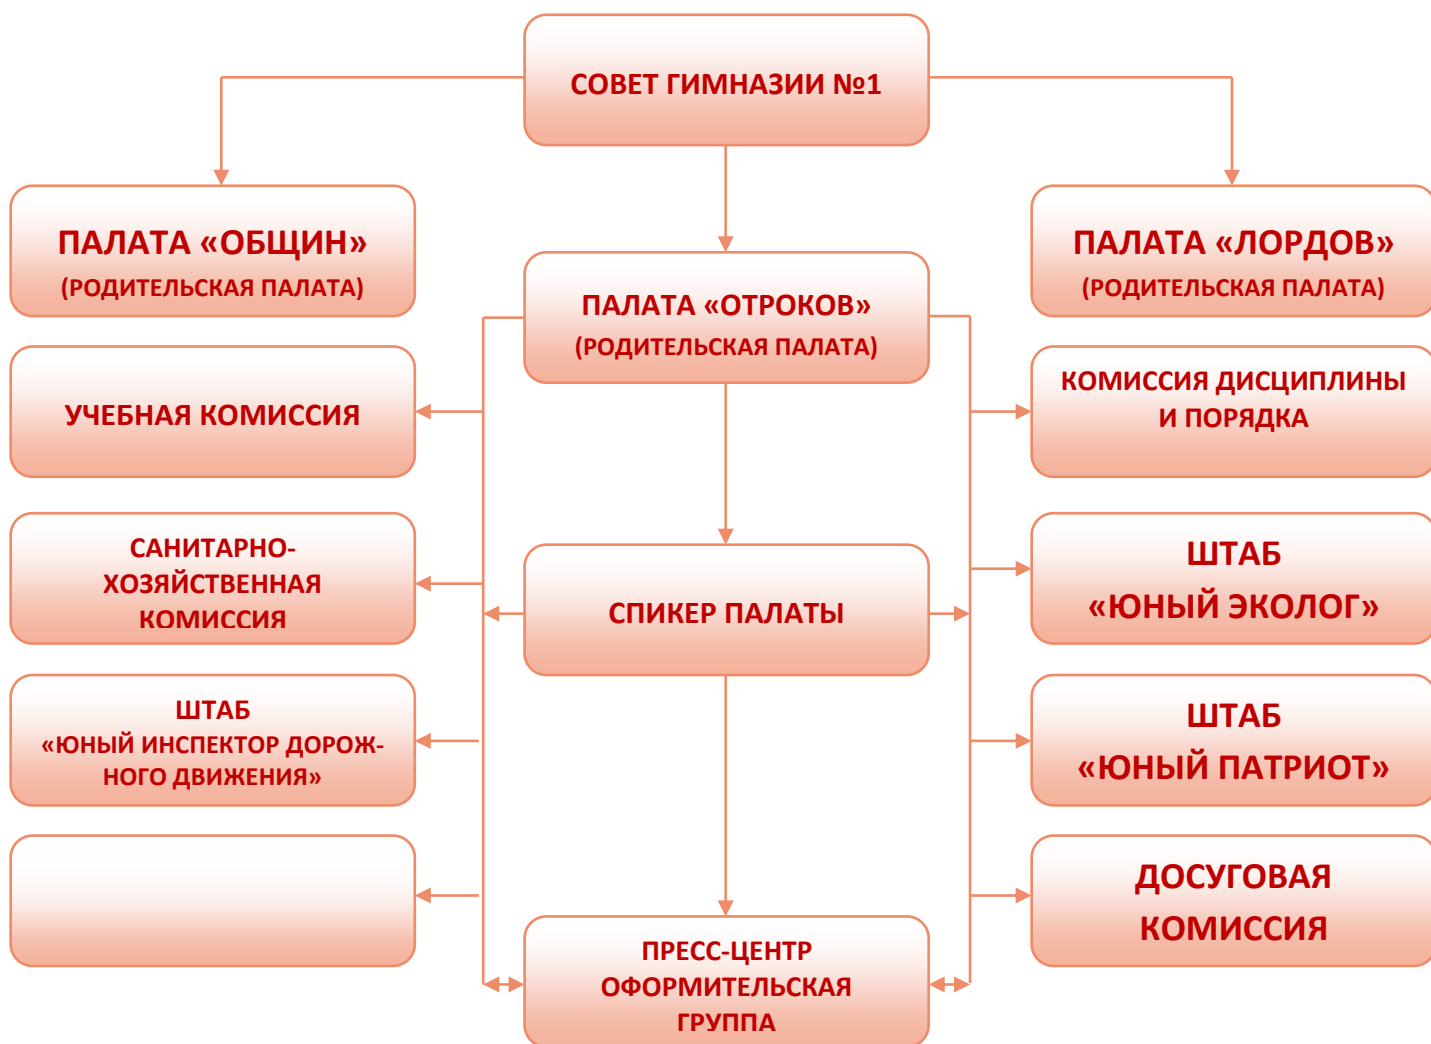 СОВЕТ ГИМНАЗИИ №1
ПАЛАТА «ОБЩИН»
(РОДИТЕЛЬСКАЯ ПАЛАТА)
ПАЛАТА «ЛОРДОВ»
(РОДИТЕЛЬСКАЯ ПАЛАТА)
ПАЛАТА «ОТРОКОВ»
(РОДИТЕЛЬСКАЯ ПАЛАТА)
УЧЕБНАЯ КОМИССИЯ
КОМИССИЯ ДИСЦИПЛИНЫ
И ПОРЯДКА
САНИТАРНО-
ХОЗЯЙСТВЕННАЯ
КОМИССИЯ
СПИКЕР ПАЛАТЫ
ШТАБ
«ЮНЫЙ ЭКОЛОГ»
ШТАБ
«ЮНЫЙ ИНСПЕКТОР ДОРОЖ-
НОГО ДВИЖЕНИЯ»
ШТАБ
«ЮНЫЙ ПАТРИОТ»
ДОСУГОВАЯ
КОМИССИЯ
ПРЕСС-ЦЕНТР
ОФОРМИТЕЛЬСКАЯ
ГРУППА